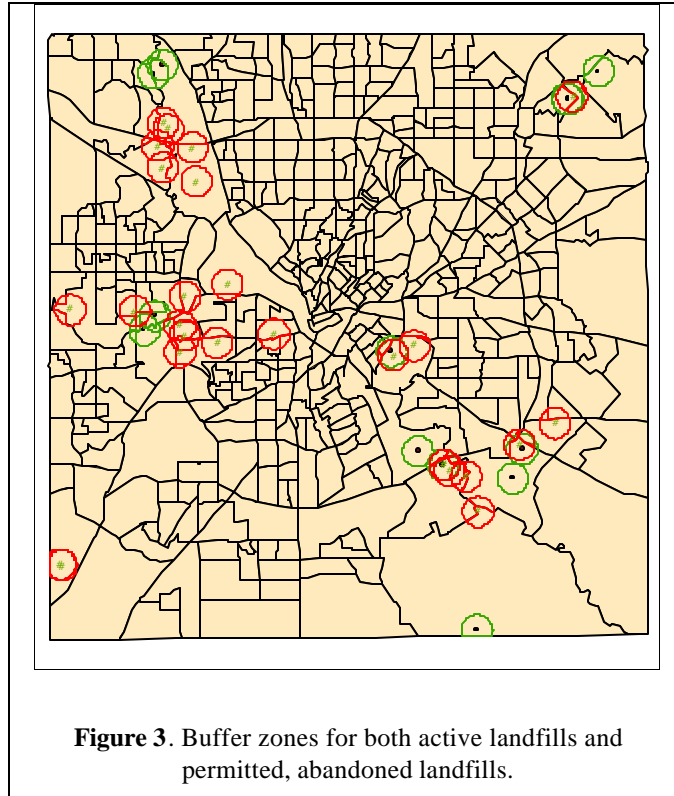 Figure 3. Buffer zones for both active landfills and
permitted, abandoned landfills.